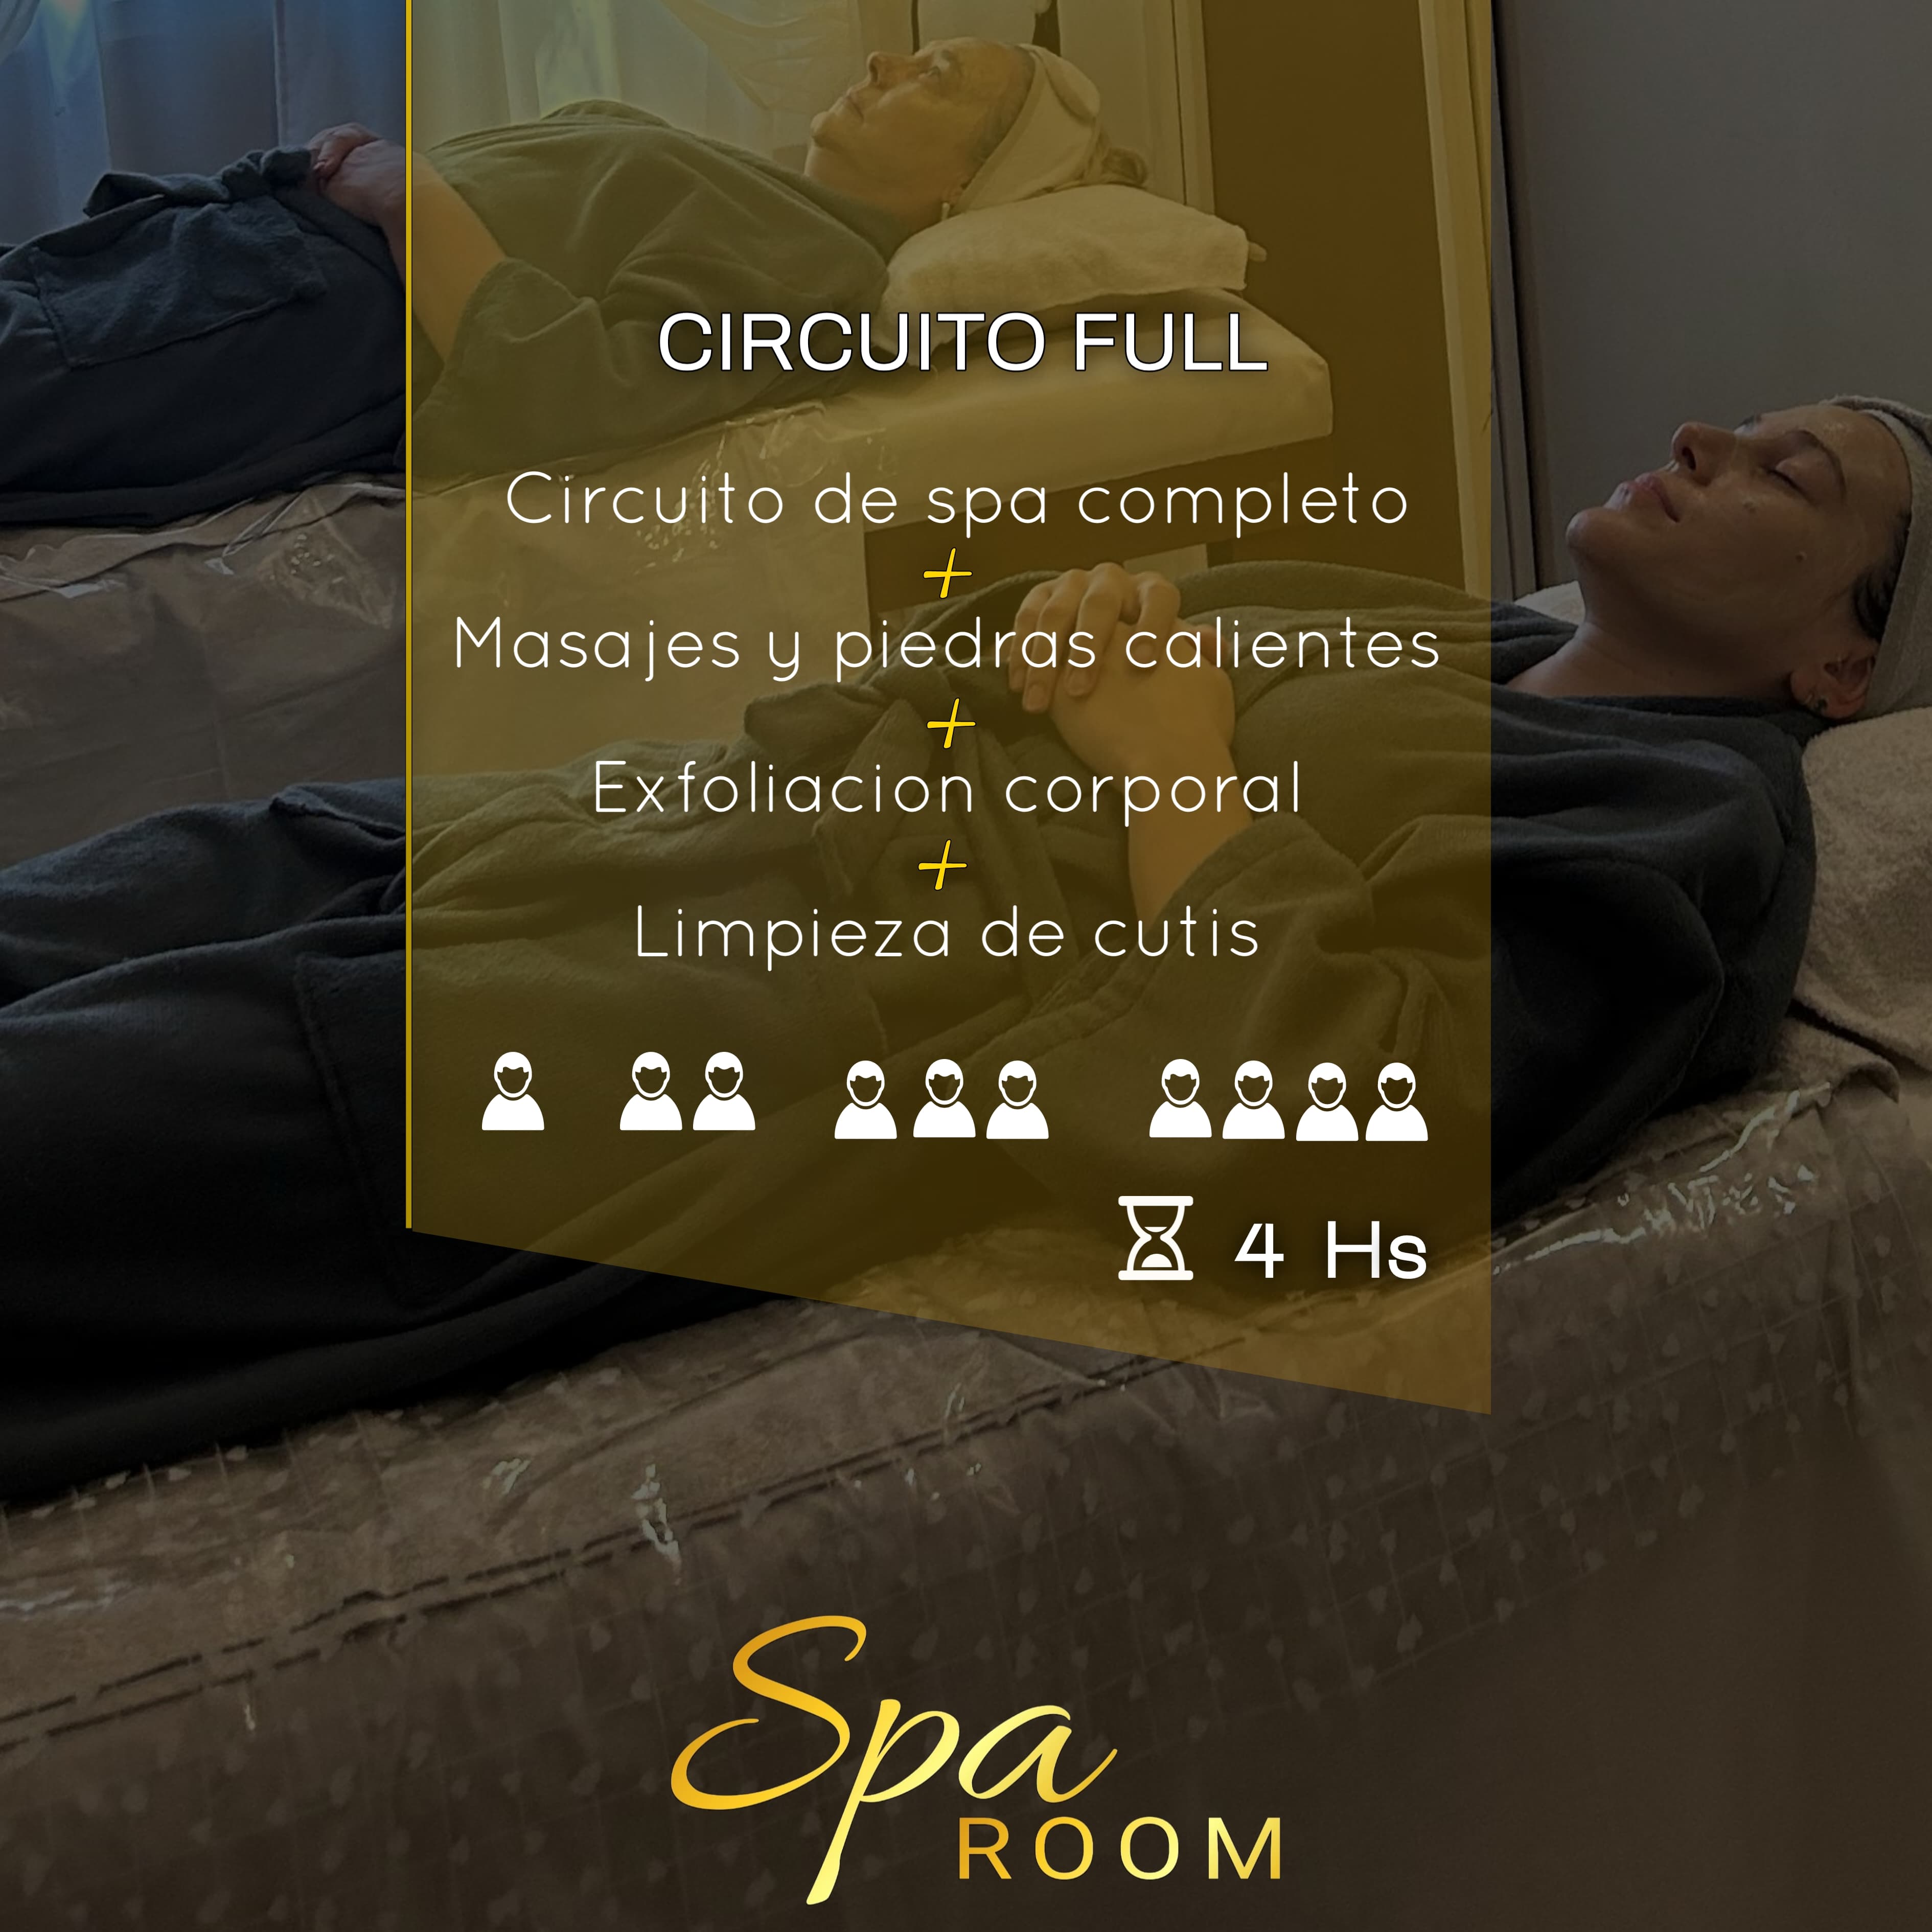 CIRCUITO FULL
Circuito de spa completo
+
Masajes y piedras calientes
+
Exfoliacion corporal
+
Limpieza de cutis
4 Hs
Spa
ROOM